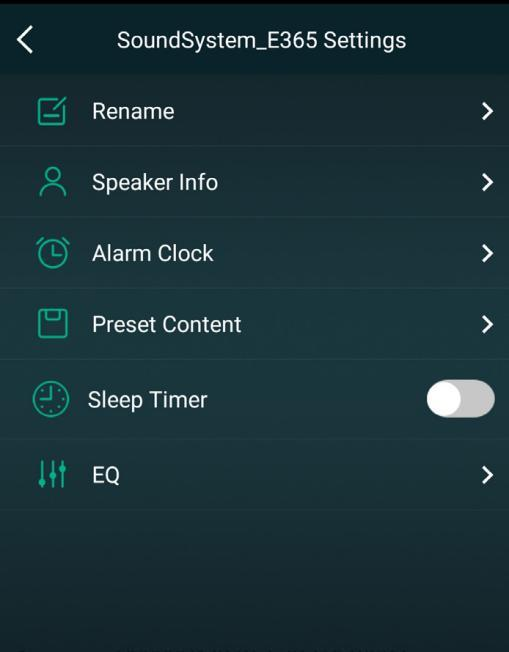 SoundSystem_E365 Settings
Rename
Speaker Info
Alarm Clock
Preset Content
Sleep Timer
EQ